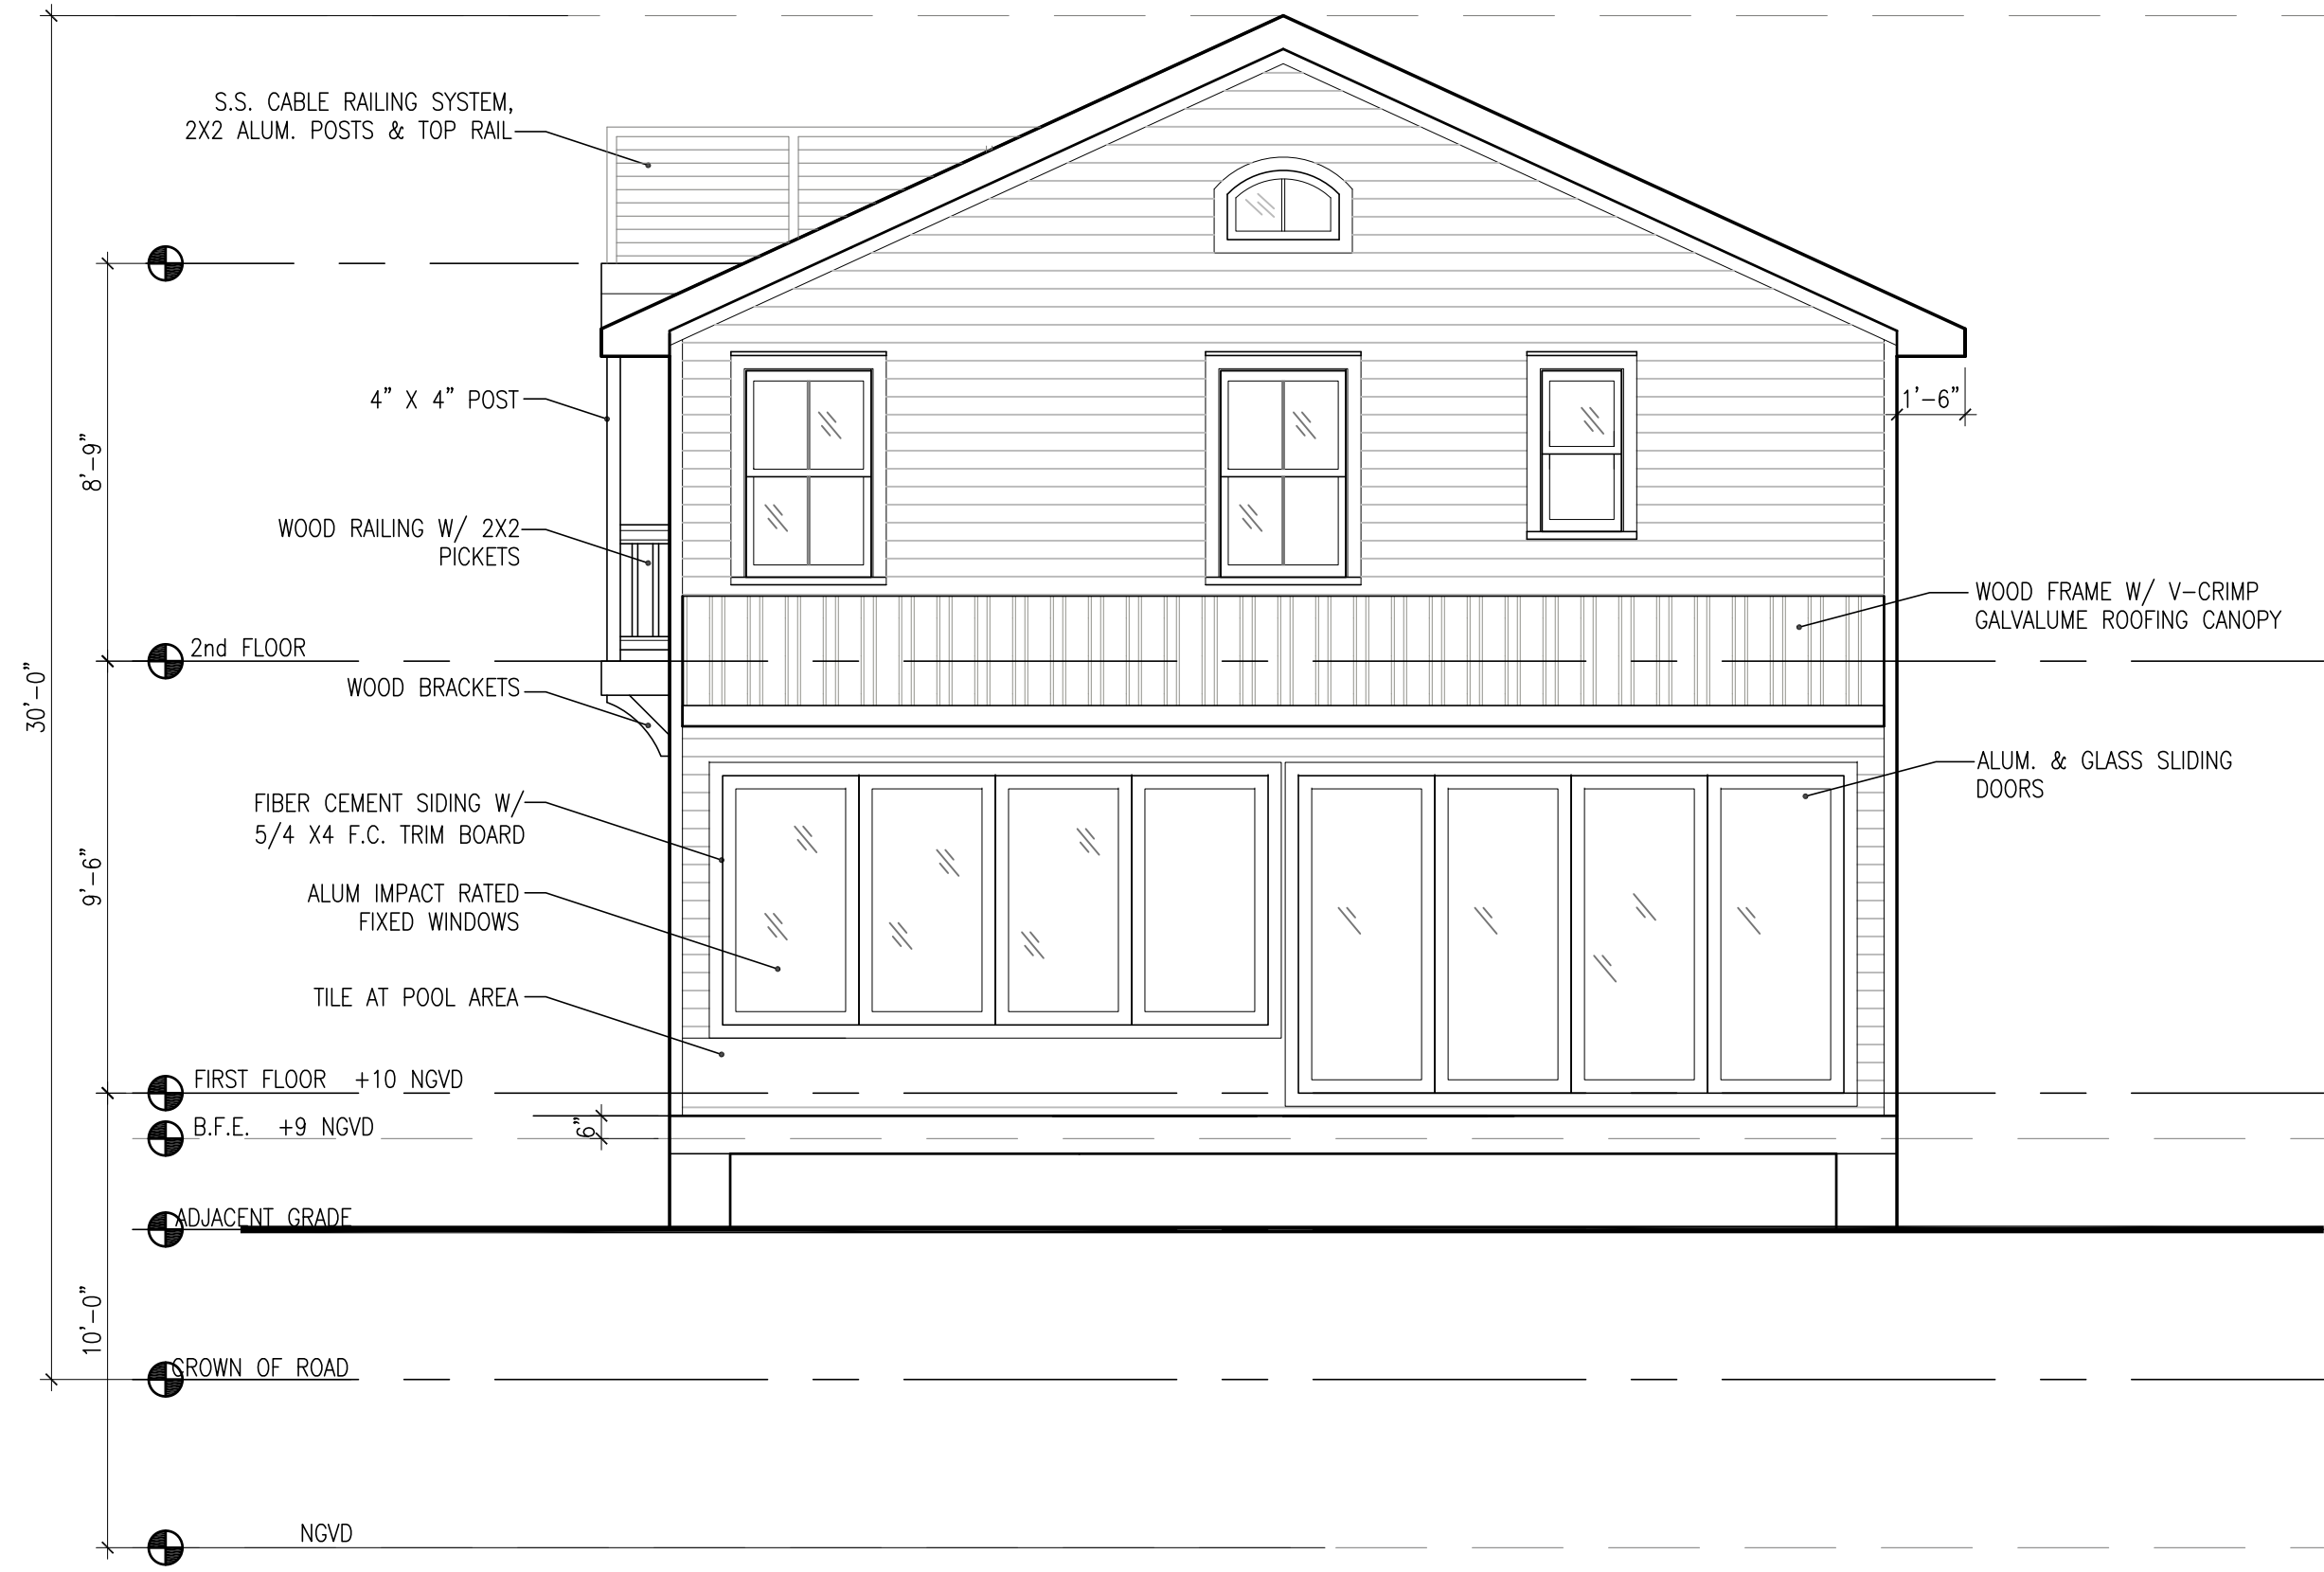 S.S. CABLE RAILING SYSTEM,
2X2 ALUM. POSTS & TOP RAIL
4" X 4" POST
1'-6"
8'-9"
WOOD RAILING W/ 2X2
PICKETS
WOOD FRAME W/ V-CRIMP
GALVALUME ROOFING CANOPY
2nd FLOOR
WOOD BRACKETS
30'-0"
ALUM. & GLASS SLIDING
DOORS
FIBER CEMENT SIDING W/
5/4 X4 F.C. TRIM BOARD
9'-6"
ALUM IMPACT RATED
FIXED WINDOWS
TILE AT POOL AREA
FIRST FLOOR +10 NGVD
B.F.E. +9 NGVD
6"
ADJACENT GRADE
10'-0"
CROWN OF ROAD
NGVD